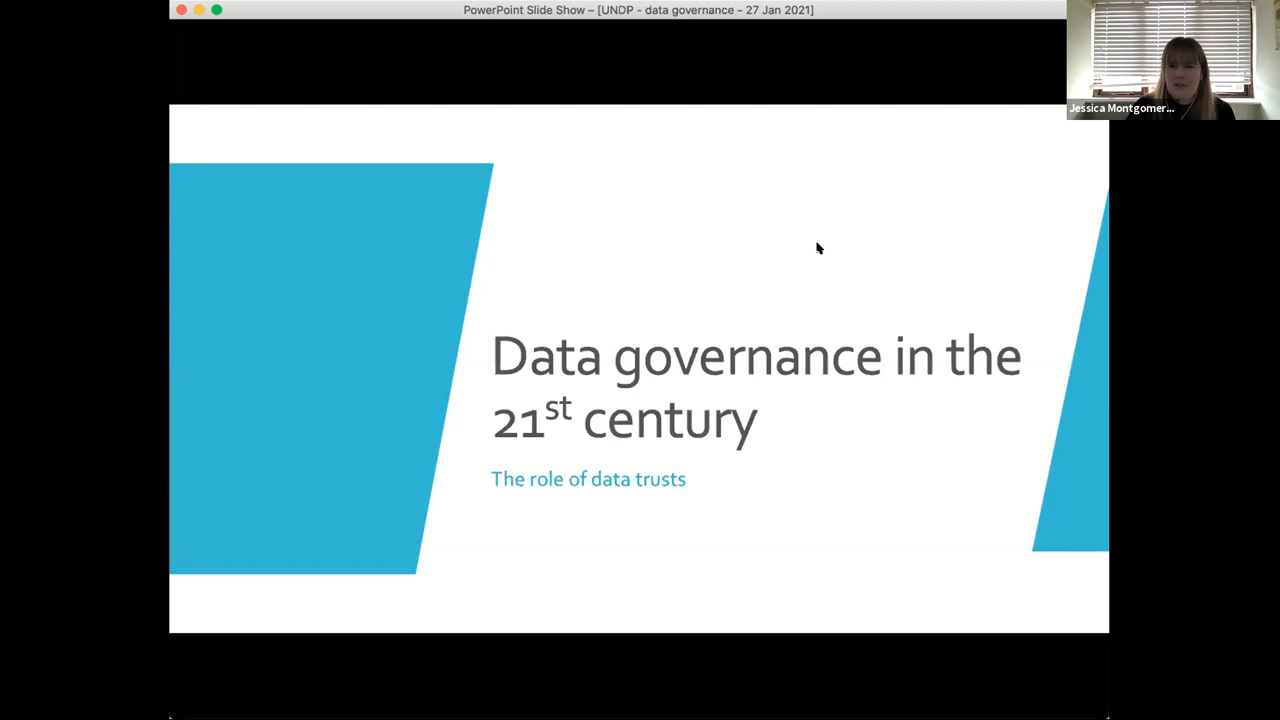 PowerPoint Slide Show – [UNDP - data governance - 27 Jan 2021]
Jessica Montgomer...
Data governance in the
21st century
The role of data trusts